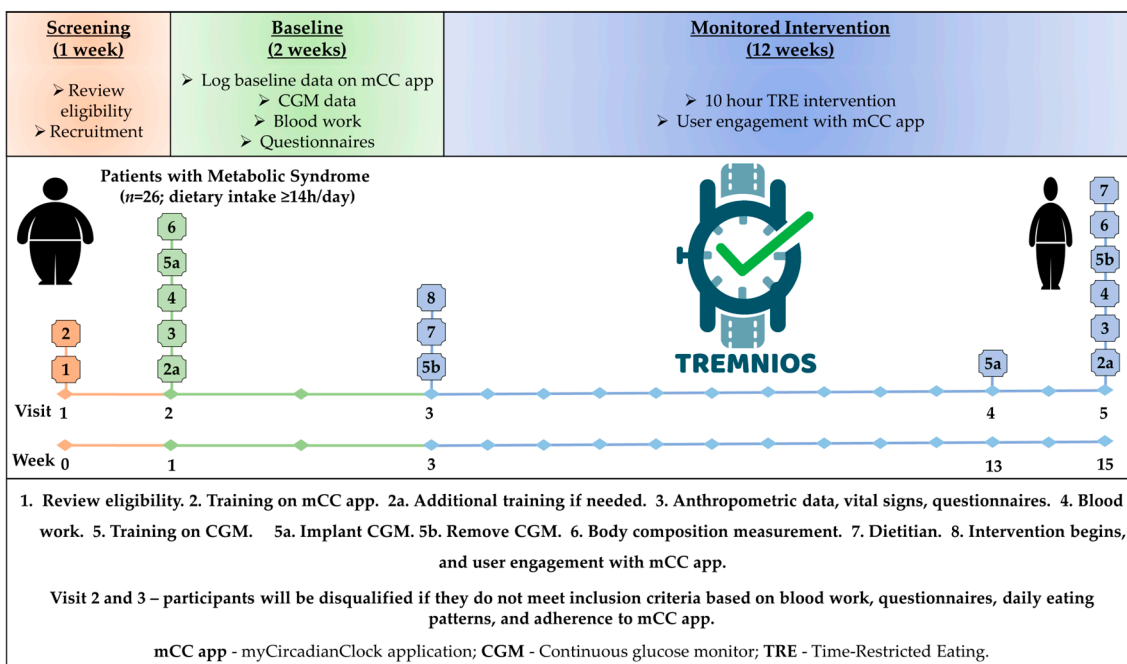 Screening
(1 week)
➢ Review
eligibility
➢ Recruitment
Baseline
(2 weeks)
➢ Log baseline data on mCC app
➢ CGM data
➢ Blood work
➢ Questionnaires
Monitored Intervention
(12 weeks)
➢ 10 hour TRE intervention
➢ User engagement with mCC app
Patients with Metabolic Syndrome
(n=26; dietary intake ≥14h/day)
2
1
6
5a
4
3
2a
8
7
5b
TREMNIOS
5a
7
6
5b
4
3
2a
Visit 1 2 3 4 5
Week 0 1 3 13 15
1. Review eligibility. 2. Training on mCC app. 2a. Additional training if needed. 3. Anthropometric data, vital signs, questionnaires. 4. Blood
work. 5. Training on CGM. 5a. Implant CGM. 5b. Remove CGM. 6. Body composition measurement. 7. Dietitian. 8. Intervention begins,
and user engagement with mCC app.
Visit 2 and 3 – participants will be disqualified if they do not meet inclusion criteria based on blood work, questionnaires, daily eating
patterns, and adherence to mCC app.
mCC app - myCircadianClock application; CGM - Continuous glucose monitor; TRE - Time-Restricted Eating.